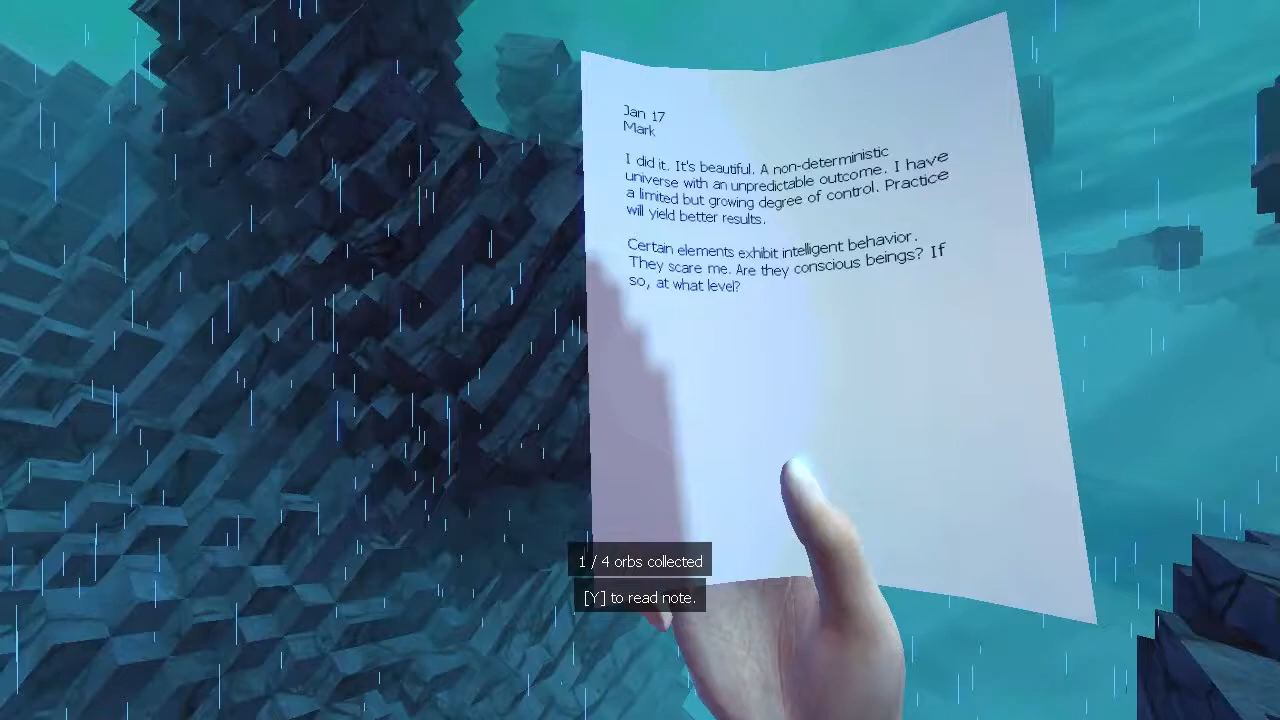 Jan 17
Mark
I did it. It's beautiful. A non-deterministic
universe with an unpredictable outcome. I have
a limited but growing degree of control. Practice
will yield better results.
Certain elements exhibit intelligent behavior.
They scare me. Are they conscious beings? If
so, at what level?
1 / 4 orbs collected
[Y] to read note.